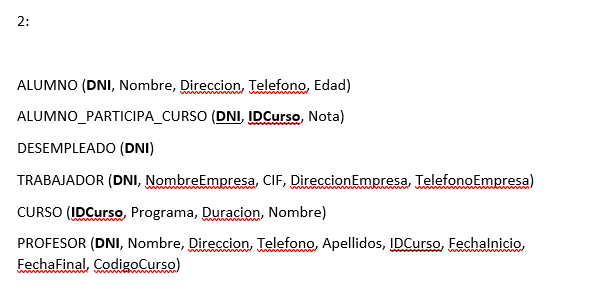 2:
ALUMNO (DNI, Nombre, Direccion, Telefono, Edad)
ALUMNO_PARTICIPA_CURSO (DNI, IDCurso, Nota)
DESEMPLEADO (DNI)
TRABAJADOR (DNI, NombreEmpresa, CIF, DireccionEmpresa, TelefonoEmpresa)
CURSO (IDCurso, Programa, Duracion, Nombre)
PROFESOR (DNI, Nombre, Direccion, Telefono, Apellidos, IDCurso, FechaInicio,
FechaFinal, CodigoCurso)